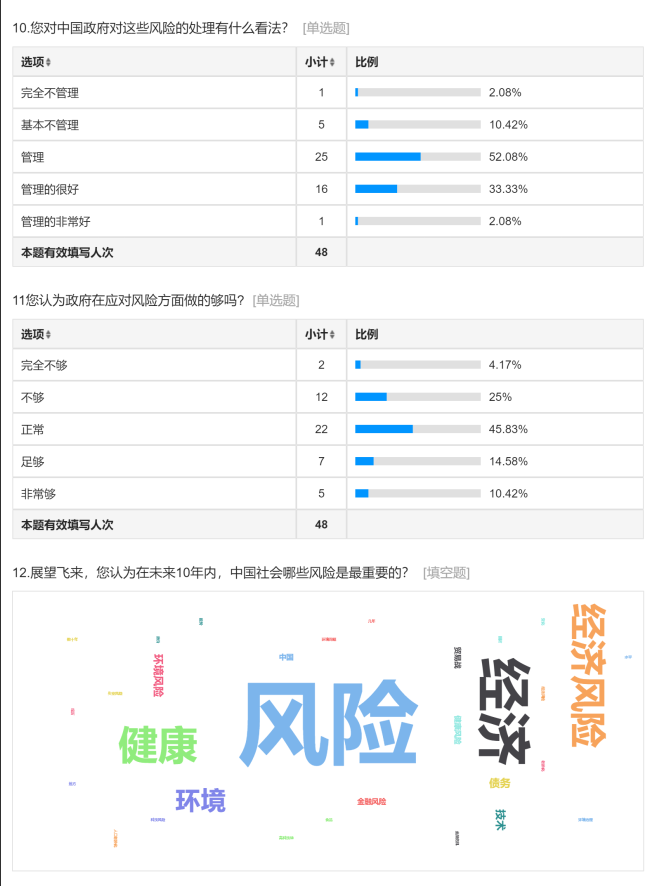 10.您对中国政府对这些风险的处理有什么看法? [单选题]
选项 小计 比例
完全不管理 1 2.08%
基本不管理 5 10.42%
管理 25 52.08%
管理的很好 16 33.33%
管理的非常好 1 2.08%
本题有效填写人次 48
11您认为政府在应对风险方面做的够吗? [单选题]
选项 小计 比例
完全不够 2 4.17%
不够 12 25%
正常 22 45.83%
足够 7 14.58%
非常够 5 10.42%
本题有效填写人次 48
12.展望飞来，您认为在未来10年内，中国社会哪些风险是最重要的? [填空题]
中国
环境风险
贸易战
经济风险
经济
风险
健康
健康风险
环境
债务
金融风险
技术